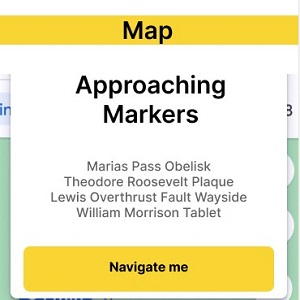 Map
Approaching
Markers
Marias Pass Obelisk
Theodore Roosevelt Plaque
Lewis Overthrust Fault Wayside
William Morrison Tablet
Navigate me